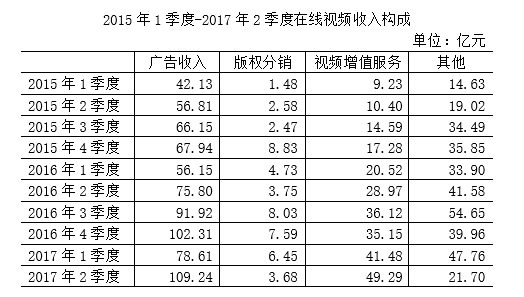 2015年1季度-2017年2季度在线视频收入构成
单位：亿元
广告收入 版权分销 视频增值服务 其他
2015年1季度 42.13 1.48 9.23 14.63
2015年2季度 56.81 2.58 10.40 19.02
2015年3季度 66.15 2.47 14.59 34.49
2015年4季度 67.94 8.83 17.28 35.85
2016年1季度 56.15 4.73 20.52 33.90
2016年2季度 75.80 3.75 28.97 41.58
2016年3季度 91.92 8.03 36.12 54.65
2016年4季度 102.31 7.59 35.15 39.96
2017年1季度 78.61 6.45 41.48 47.76
2017年2季度 109.24 3.68 49.29 21.70